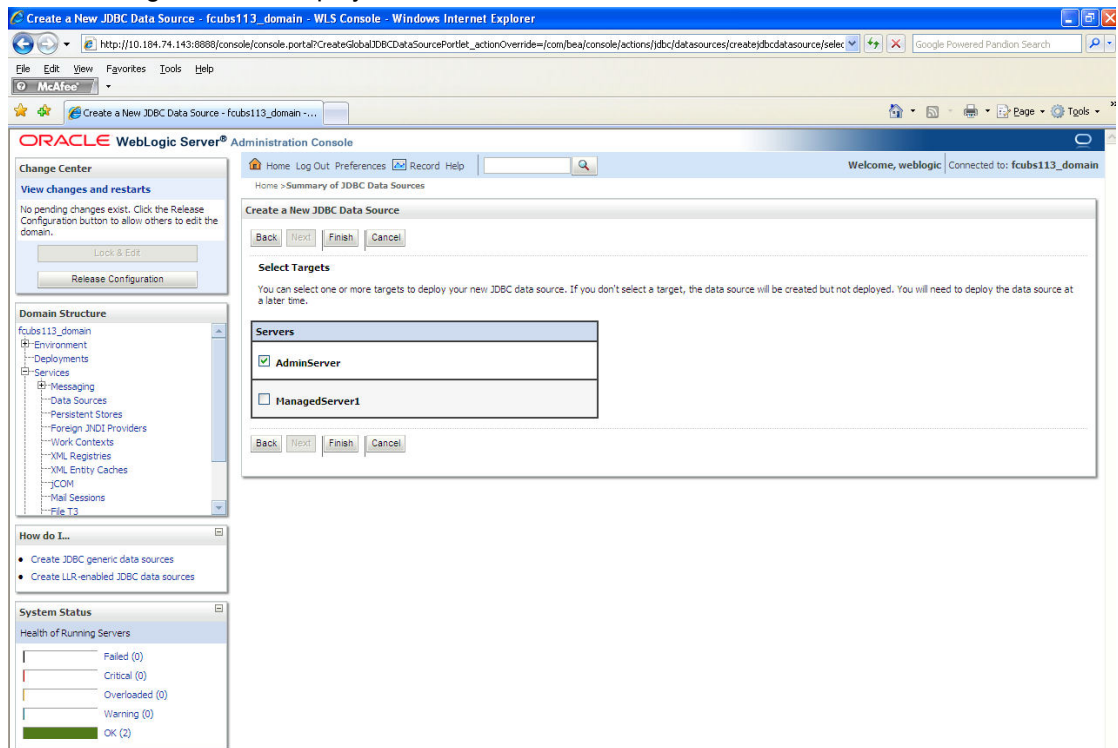 Create a New JDBC Data Source - fcubs113_domain - WLS Console - Windows Internet Explorer
http://10.184.74.143:8888/console/console.portal?CreateGlobalJDBCDataSourcePortlet_actionOverride=/com/bea/console/actions/jdbc/datasources/createjdbcdatasource/selec
Google Powered Pandion Search
File Edit View Favorites Tools Help
McAfee
Create a New JDBC Data Source - fcubs113_domain -...
Page Tools
ORACLE WebLogic Server® Administration Console
Change Center
View changes and restarts
No pending changes exist. Click the Release
Configuration button to allow others to edit the
domain.
Lock & Edit
Release Configuration
Domain Structure
fcubs113_domain
Environment
Deployments
Services
Messaging
Data Sources
Persistent Stores
Foreign JNDI Providers
Work Contexts
XML Registries
XML Entity Caches
jCOM
Mail Sessions
File T3
How do I...
Create JDBC generic data sources
Create LLR-enabled JDBC data sources
System Status
Health of Running Servers
Failed (0)
Critical (0)
Overloaded (0)
Warning (0)
OK (2)
Home Log Out Preferences Record Help
Welcome, weblogic Connected to: fcubs113_domain
Home >Summary of JDBC Data Sources
Create a New JDBC Data Source
Back Next Finish Cancel
Select Targets
You can select one or more targets to deploy your new JDBC data source. If you don't select a target, the data source will be created but not deployed. You will need to deploy the data source at
a later time.
Servers
AdminServer
ManagedServer1
Back Next Finish Cancel